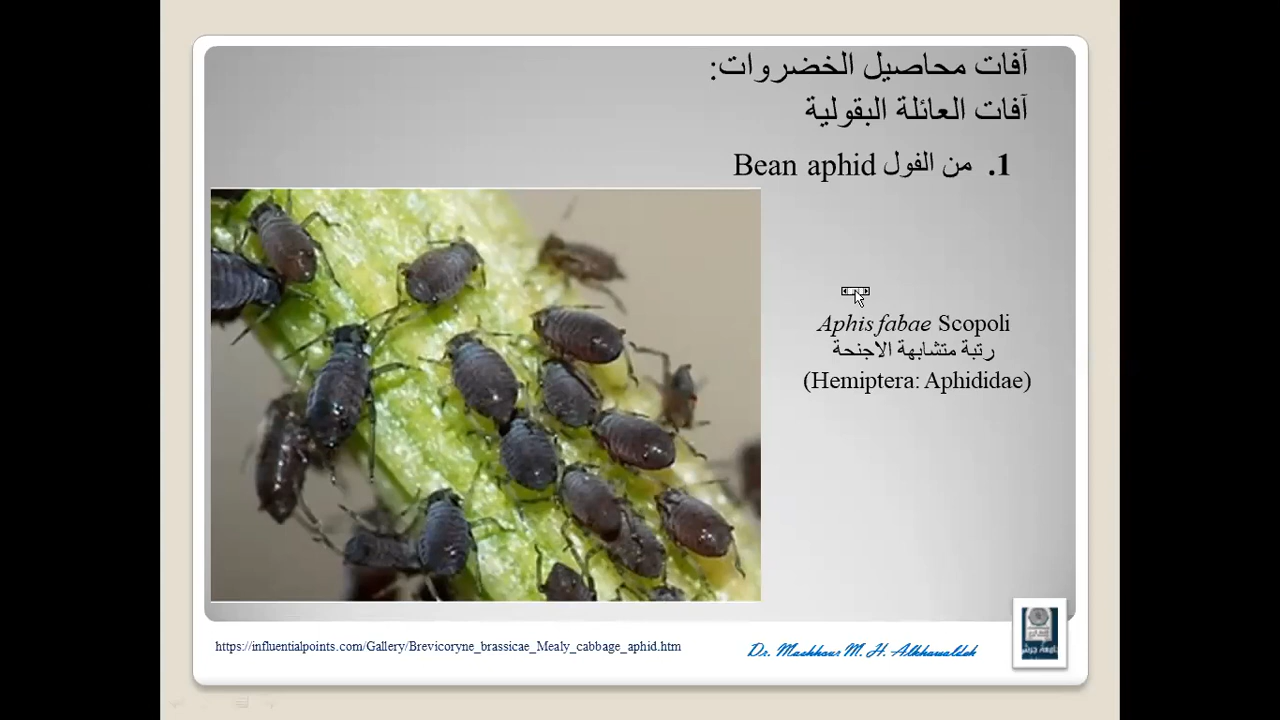 آفات محاصيل الخضروات:
آفات العائلة البقولية
1. من الفول Bean aphid
Aphis fabae Scopoli
رتبة متشابهة الاجنحة
(Hemiptera: Aphididae)
https://influentialpoints.com/Gallery/Brevicoryne_brassicae_Mealy_cabbage_aphid.htm
Dr. Mashhour M. H. Alkhawaldeh